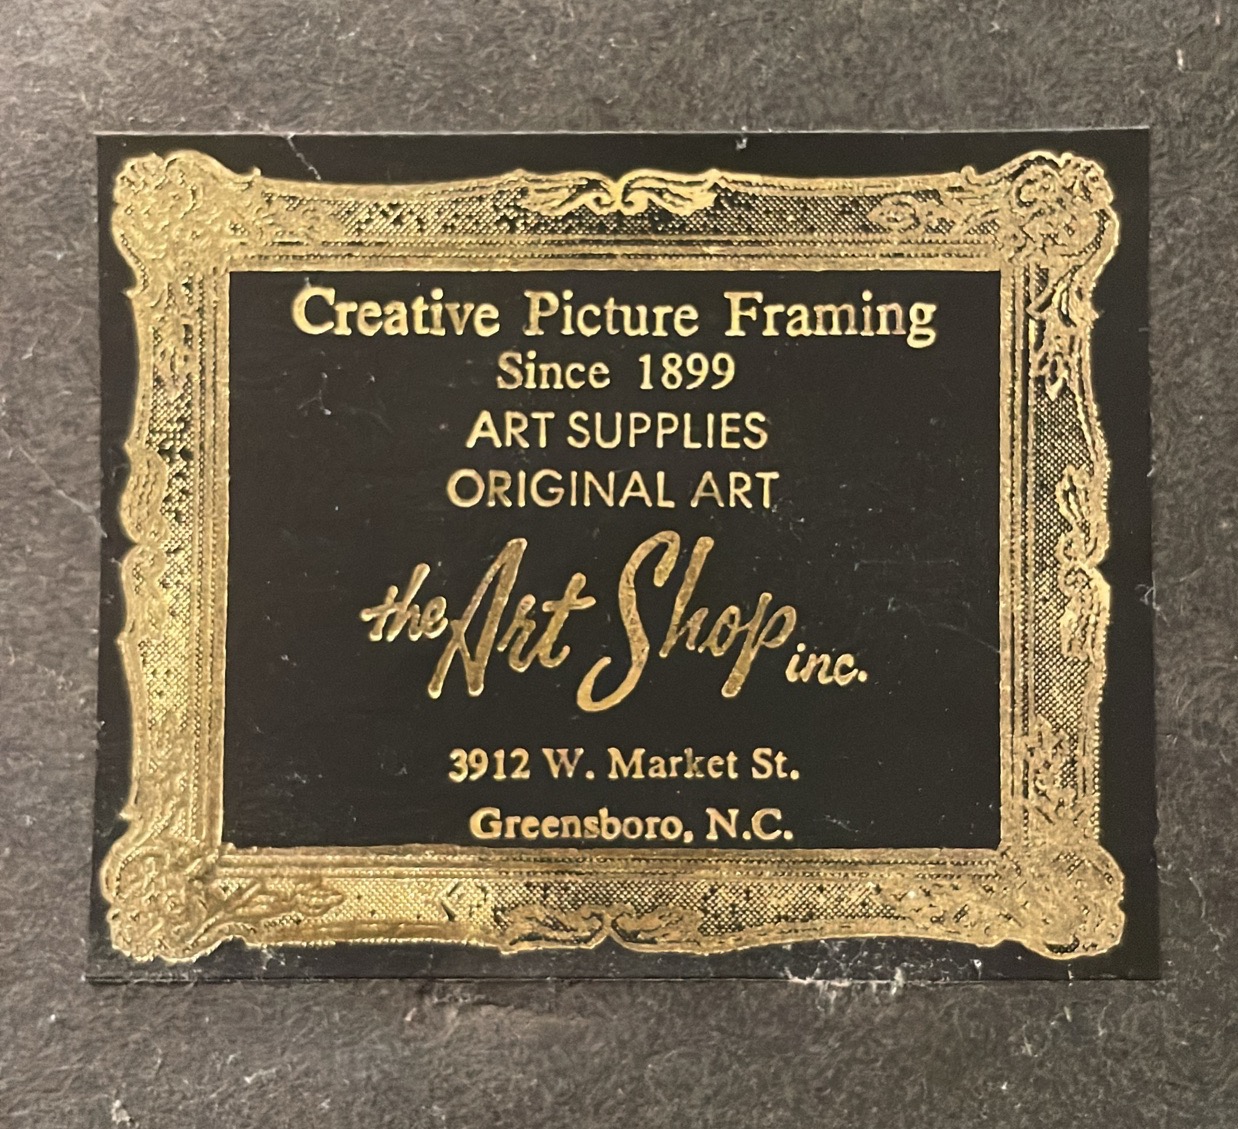 Creative Picture Framing
Since 1899
ART SUPPLIES
ORIGINAL ART
the Art Shop inc.
3912 W. Market St.
Greensboro, N.C.